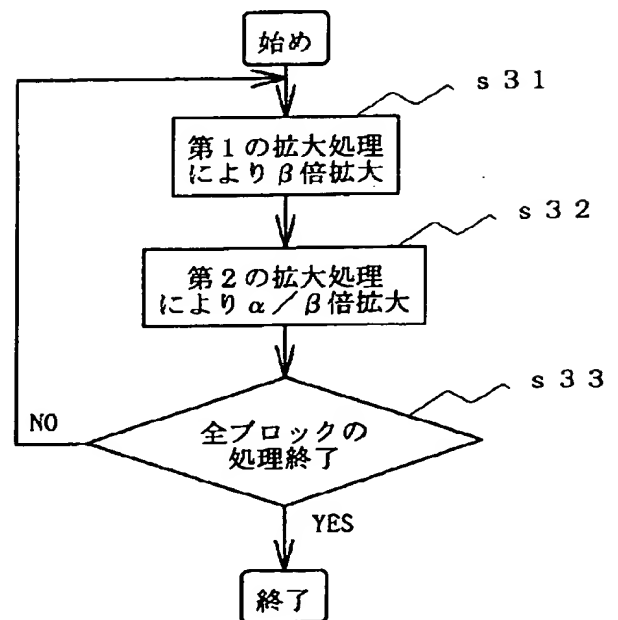 始め
s31
第1の拡大処理
によりβ倍拡大
s32
第2の拡大処理
によりα／β倍拡大
s33
NO
全ブロックの
処理終了
YES
終了